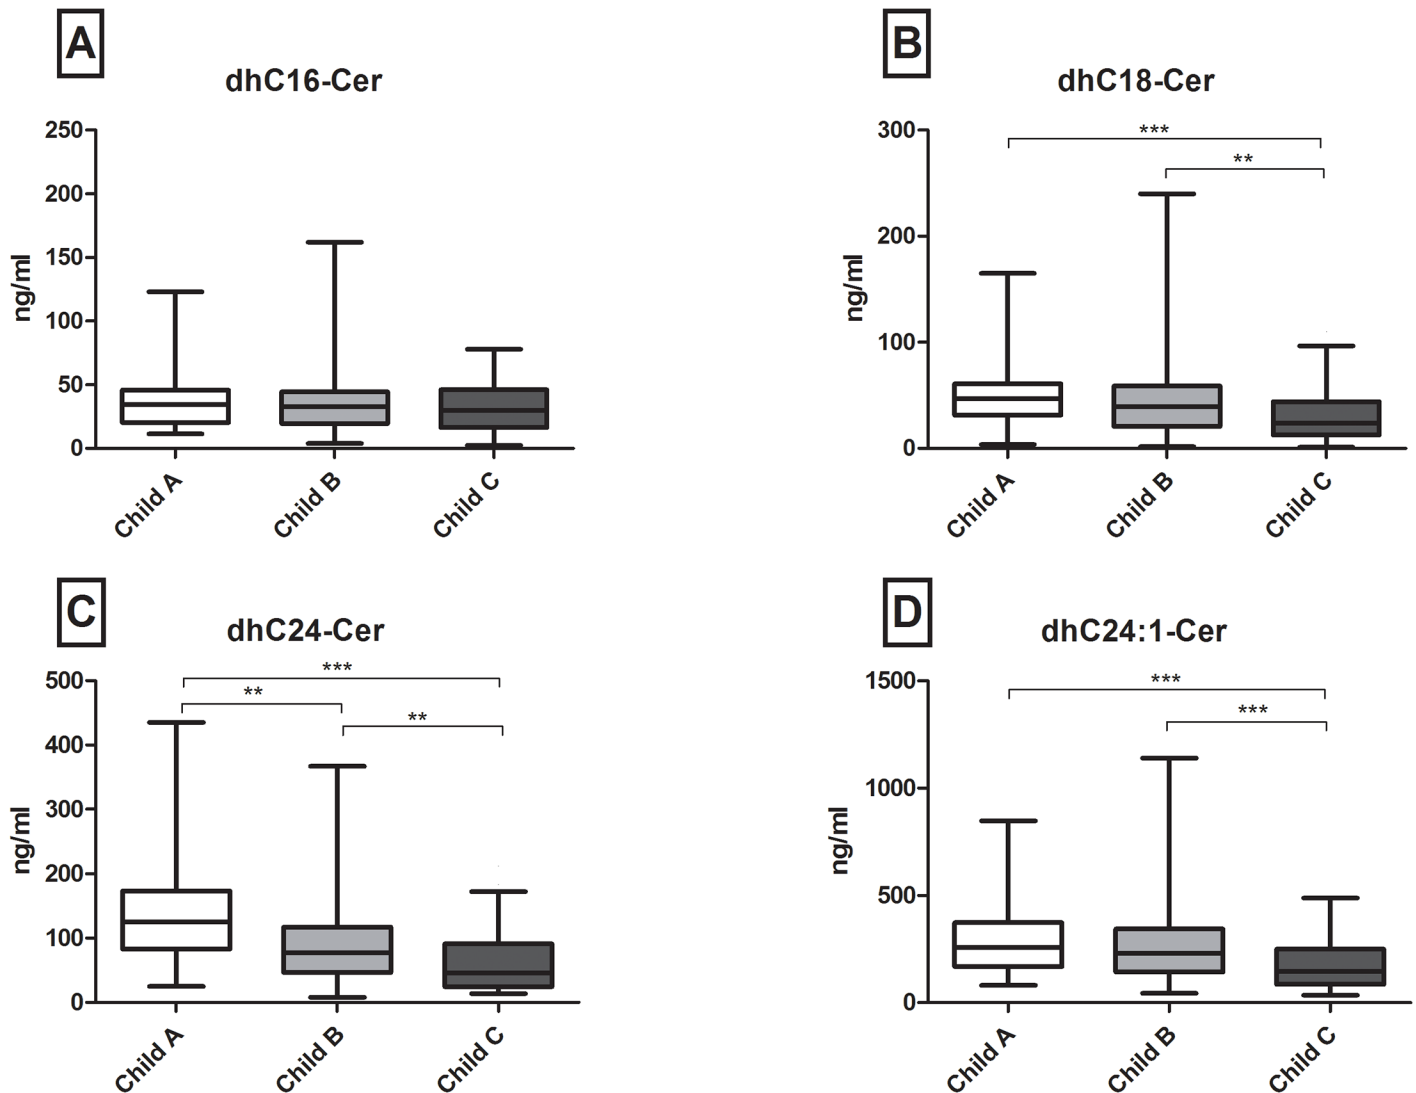 A
dhC16-Cer
250
200
150
100
50
0
ng/ml
Child A
Child B
Child C
B
dhC18-Cer
300
200
100
0
ng/ml
***
**
Child A
Child B
Child C
C
dhC24-Cer
500
400
300
200
100
0
ng/ml
***
**
**
Child A
Child B
Child C
D
dhC24:1-Cer
1500
1000
500
0
ng/ml
***
***
Child A
Child B
Child C